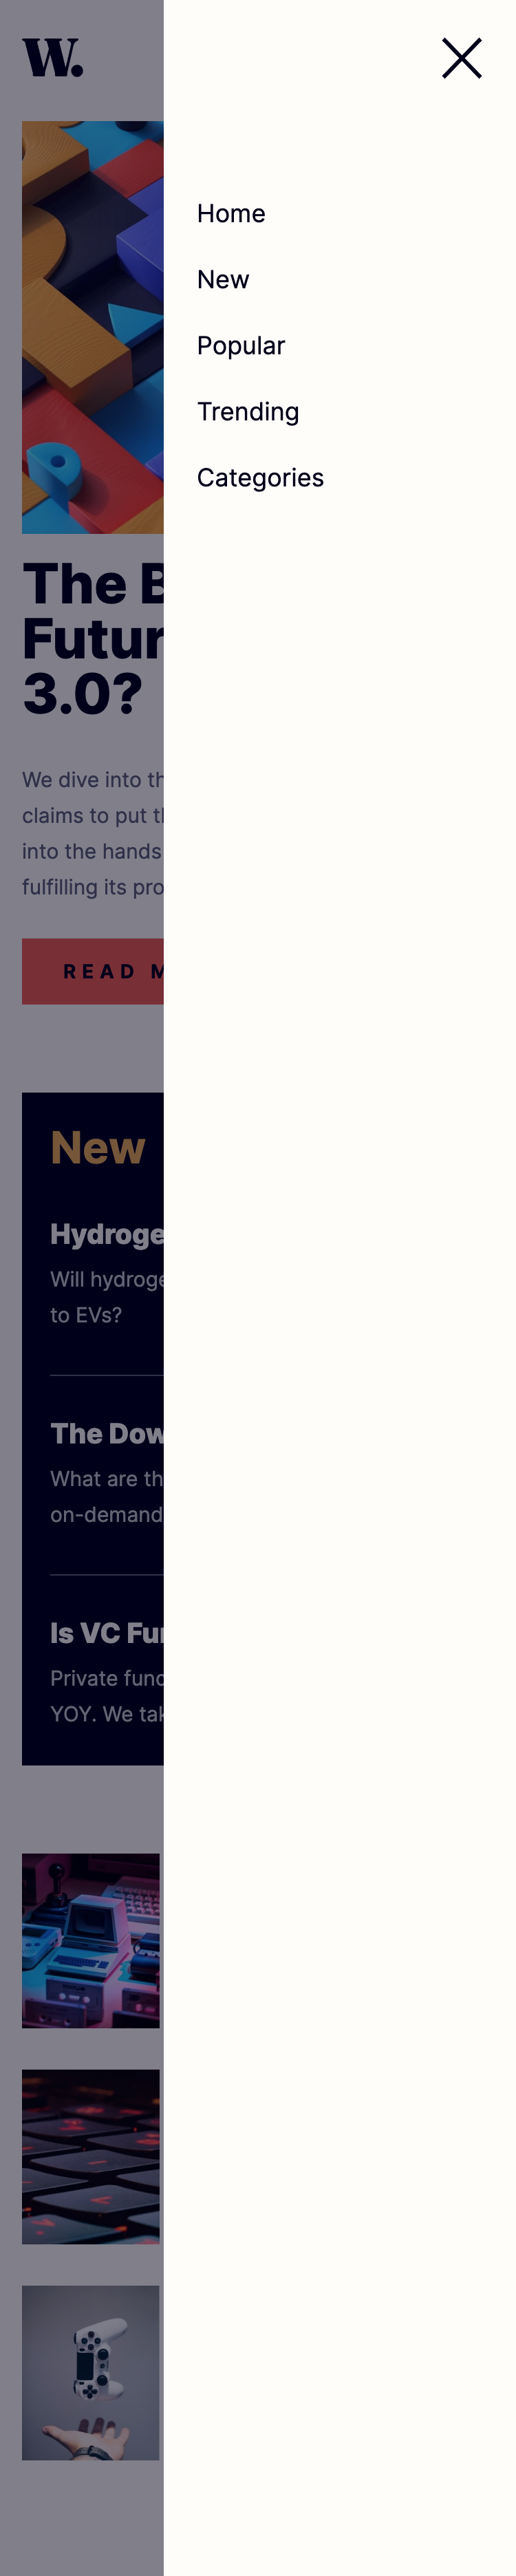 W.
Home
New
Popular
Trending
Categories
The
Futur
3.0?
We dive into th
claims to put t
into the hands
fulfilling its pro
READ M
New
Hydroge
Will hydroge
to EVs?
The Dow
What are th
on-demand
Is VC Fu
Private fund
YOY. We tak